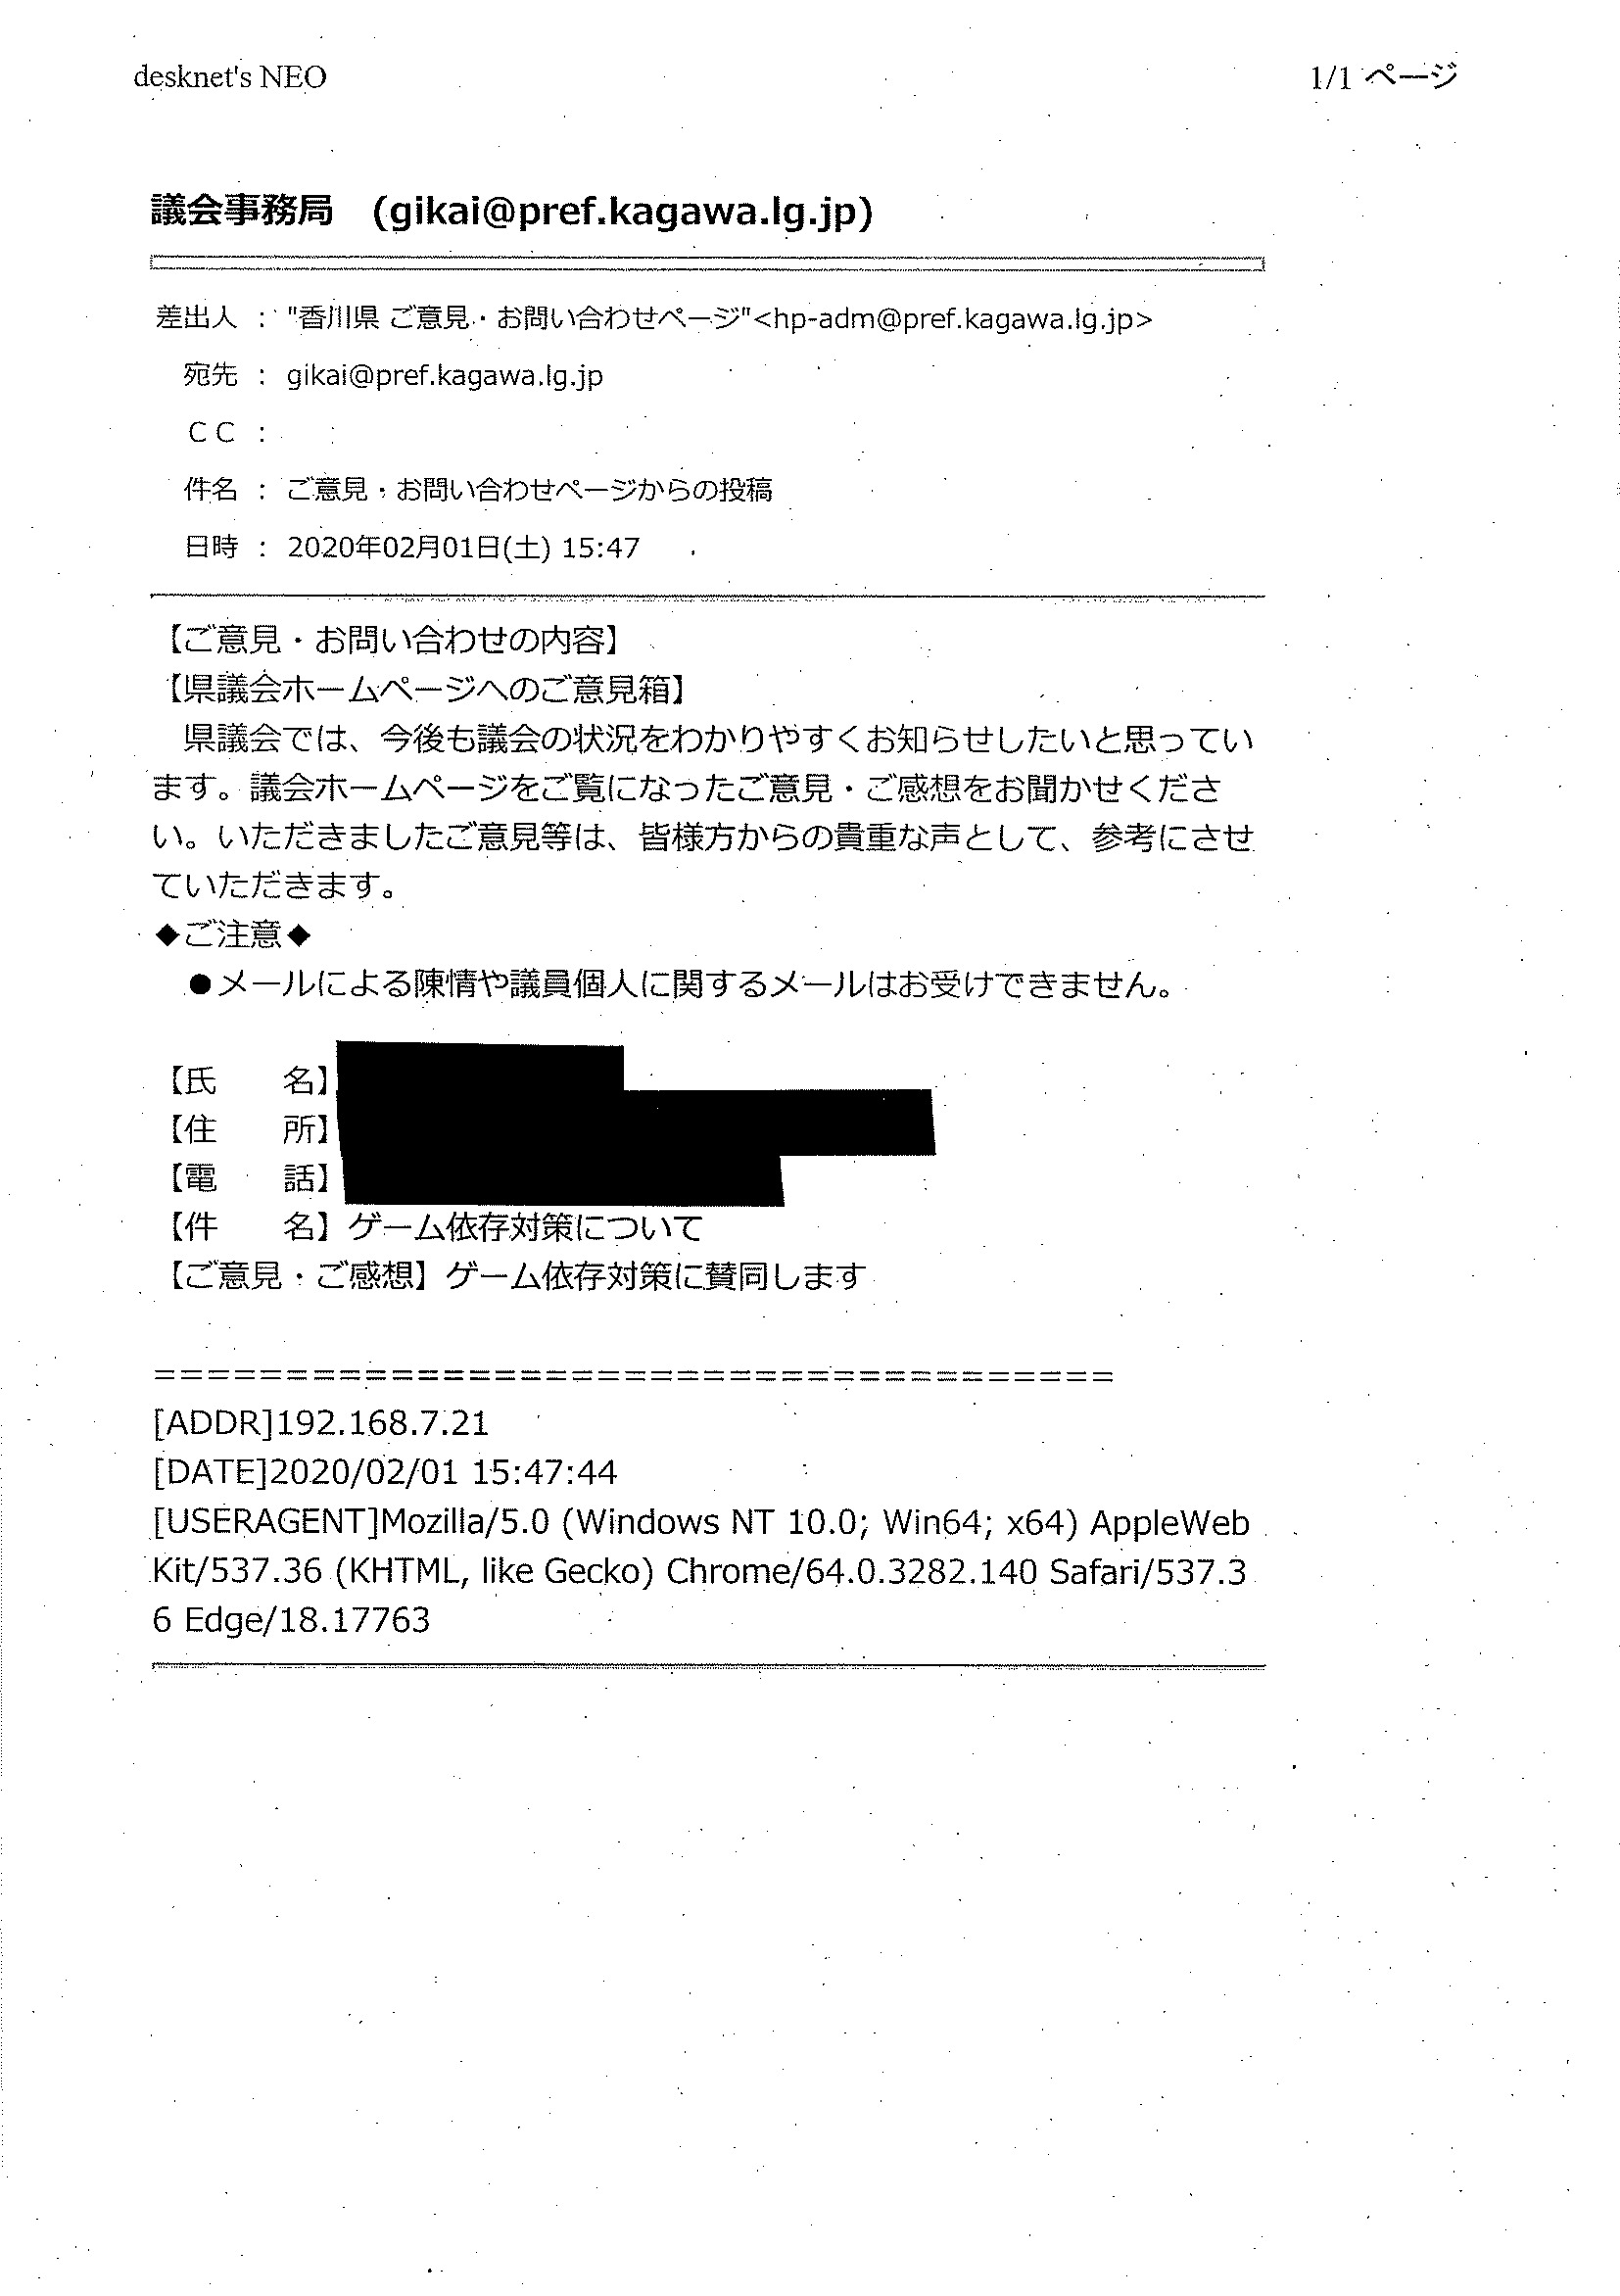 desknet's NEO
1/1 ページ
議会事務局　(gikai@pref.kagawa.lg.jp)
差出人 : "香川県 ご意見・お問い合わせページ"<hp-adm@pref.kagawa.lg.jp>
宛先 : gikai@pref.kagawa.lg.jp
ＣＣ :
件名 : ご意見・お問い合わせページからの投稿
日時 : 2020年02月01日(土) 15:47
【ご意見・お問い合わせの内容】
【県議会ホームページへのご意見箱】
　県議会では、今後も議会の状況をわかりやすくお知らせしたいと思ってい
ます。議会ホームページをご覧になったご意見・ご感想をお聞かせくださ
い。いただきましたご意見等は、皆様方からの貴重な声として、参考にさせ
ていただきます。
◆ご注意◆
　●メールによる陳情や議員個人に関するメールはお受けできません。
【氏　　名】
【住　　所】
【電　　話】
【件　　名】ゲーム依存対策について
【ご意見・ご感想】ゲーム依存対策に賛同します
=====================================
[ADDR]192.168.7.21
[DATE]2020/02/01 15:47:44
[USERAGENT]Mozilla/5.0 (Windows NT 10.0; Win64; x64) AppleWeb
Kit/537.36 (KHTML, like Gecko) Chrome/64.0.3282.140 Safari/537.3
6 Edge/18.17763